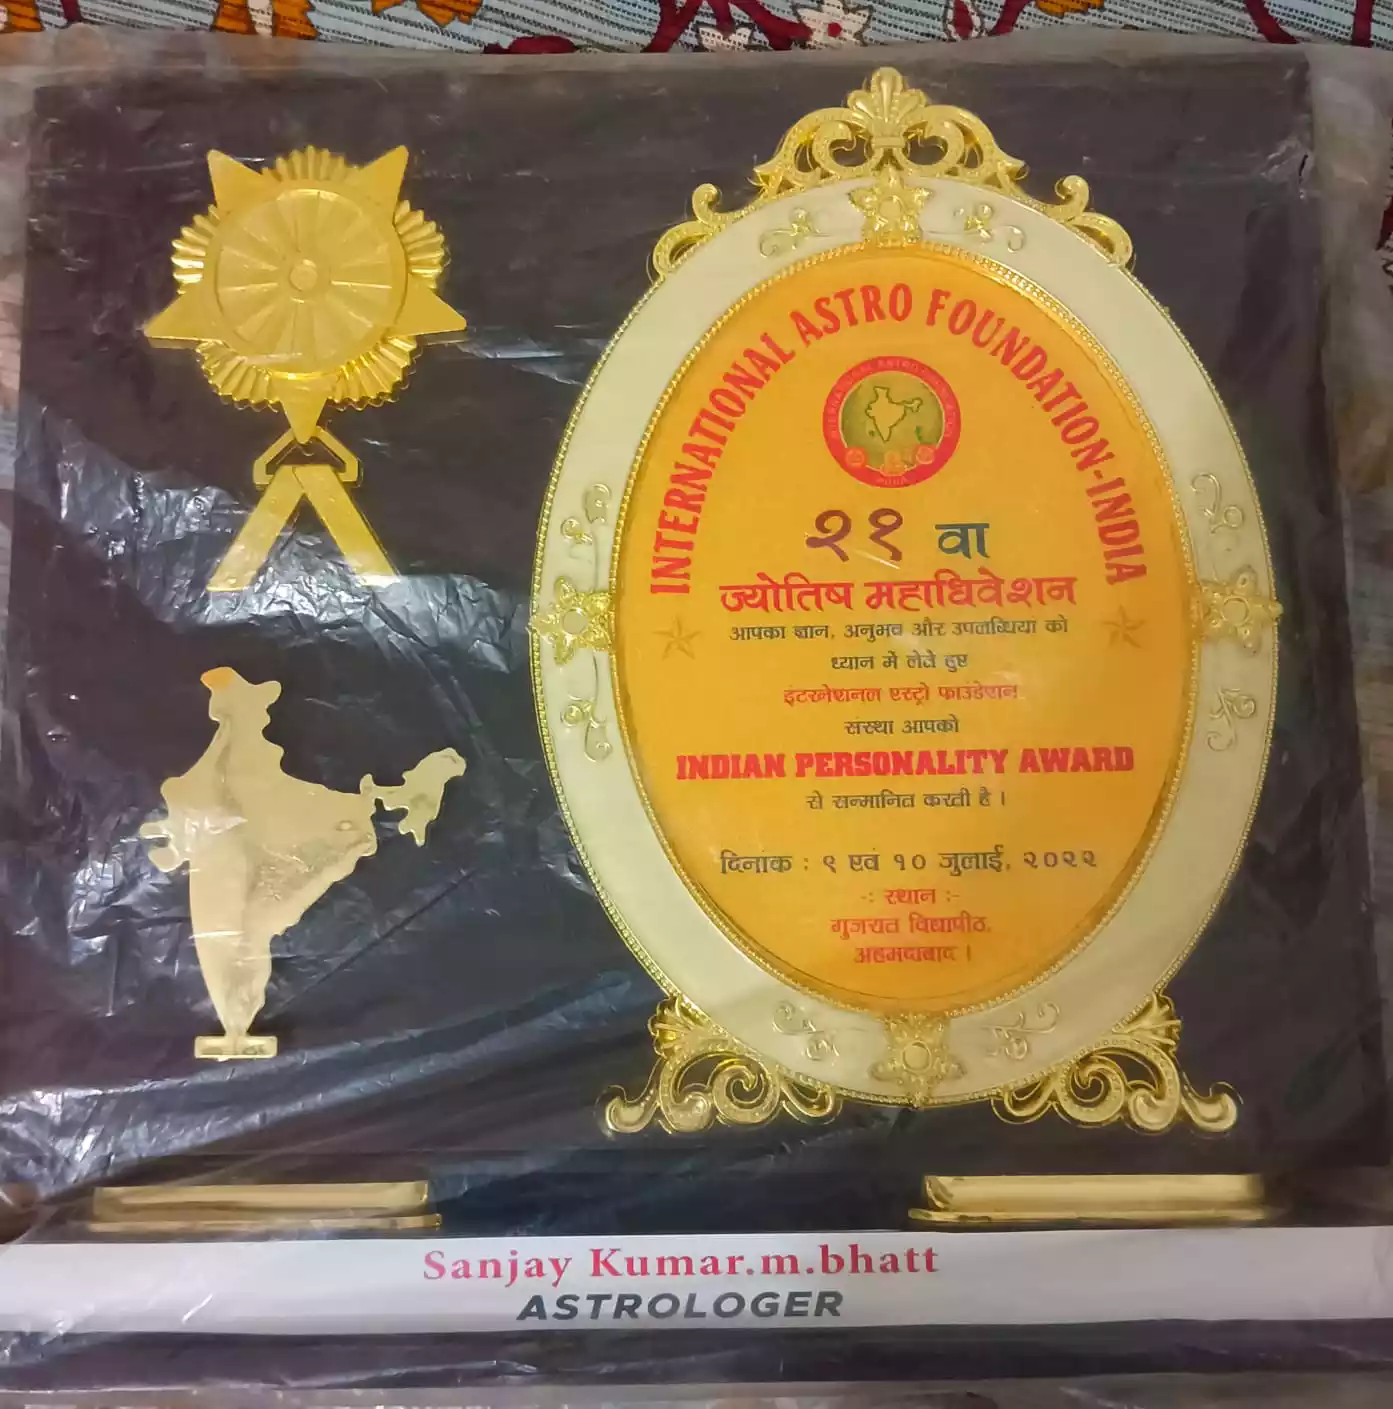 INTERNATIONAL ASTRO FOUNDATION-INDIA
२१ वा
ज्योतिष महाधिवेशन
आपका ज्ञान, अनुभव और उपलब्धिया को
ध्यान में लेते हुए
इंटरनेशनल एस्ट्रो फाउंडेशन
संस्था आपको
INDIAN PERSONALITY AWARD
से सन्मानित करती है ।
दिनाक : ९ एवं १० जुलाई, २०२२
-: स्थान :-
गुजरात विद्यापीठ,
अहमदाबाद ।
Sanjay Kumar.m.bhatt
ASTROLOGER